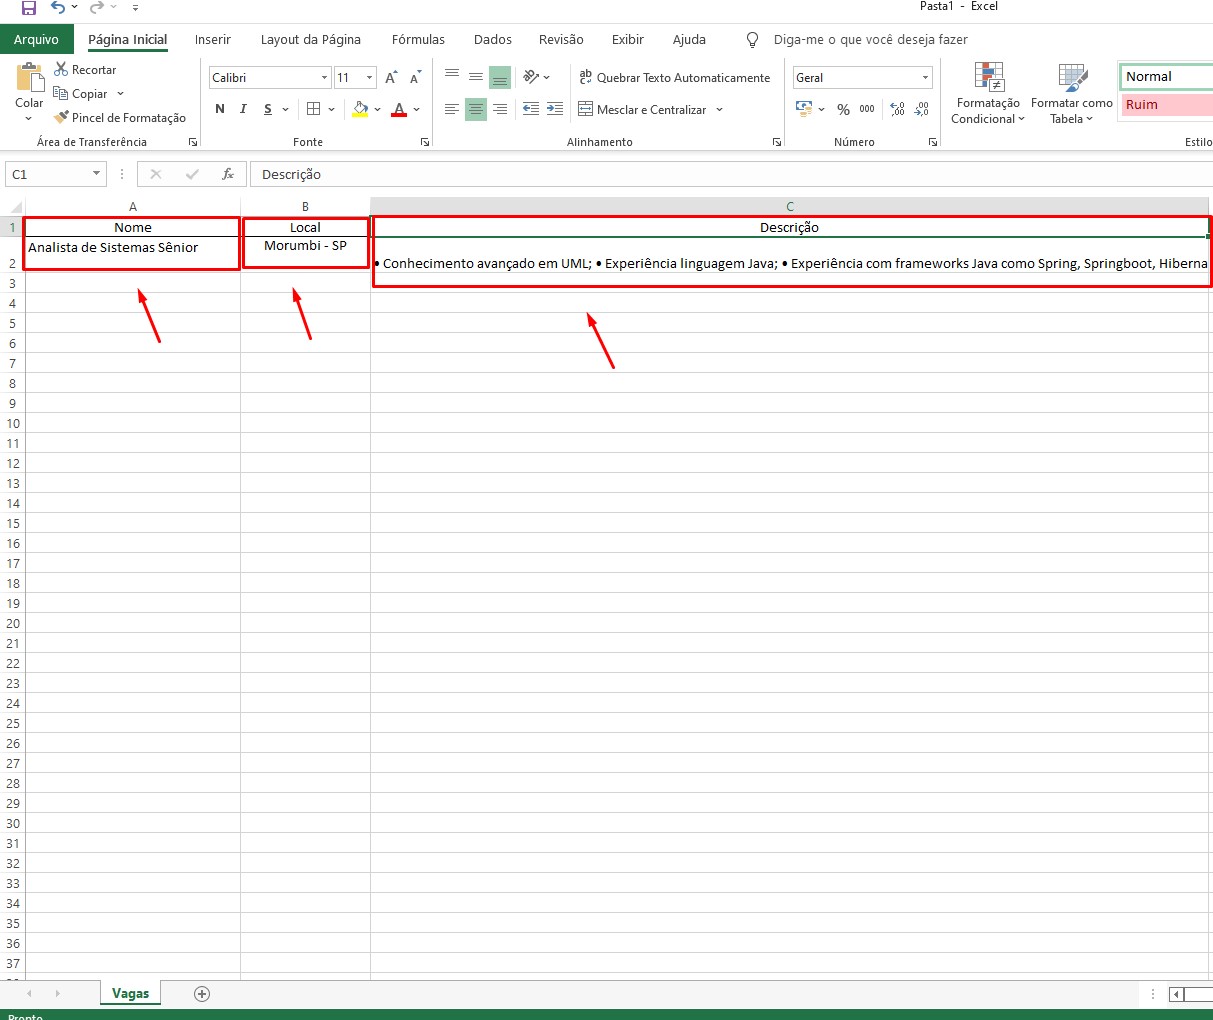 Pasta1 - Excel
Arquivo Página Inicial Inserir Layout da Página Fórmulas Dados Revisão Exibir Ajuda Diga-me o que você deseja fazer
Colar
Recortar
Copiar
Pincel de Formatação
Área de Transferência
Calibri 11
N I S
Fonte
Quebrar Texto Automaticamente
Mesclar e Centralizar
Alinhamento
Geral
% 000
Número
Formatação
Condicional
Formatar como
Tabela
Normal
Ruim
Estilo
C1 fx Descrição
A B C
1 Nome Local Descrição
2 Analista de Sistemas Sênior Morumbi - SP • Conhecimento avançado em UML; • Experiência linguagem Java; • Experiência com frameworks Java como Spring, Springboot, Hiberna
3
4
5
6
7
8
9
10
11
12
13
14
15
16
17
18
19
20
21
22
23
24
25
26
27
28
29
30
31
32
33
34
35
36
37
Vagas
Pronto